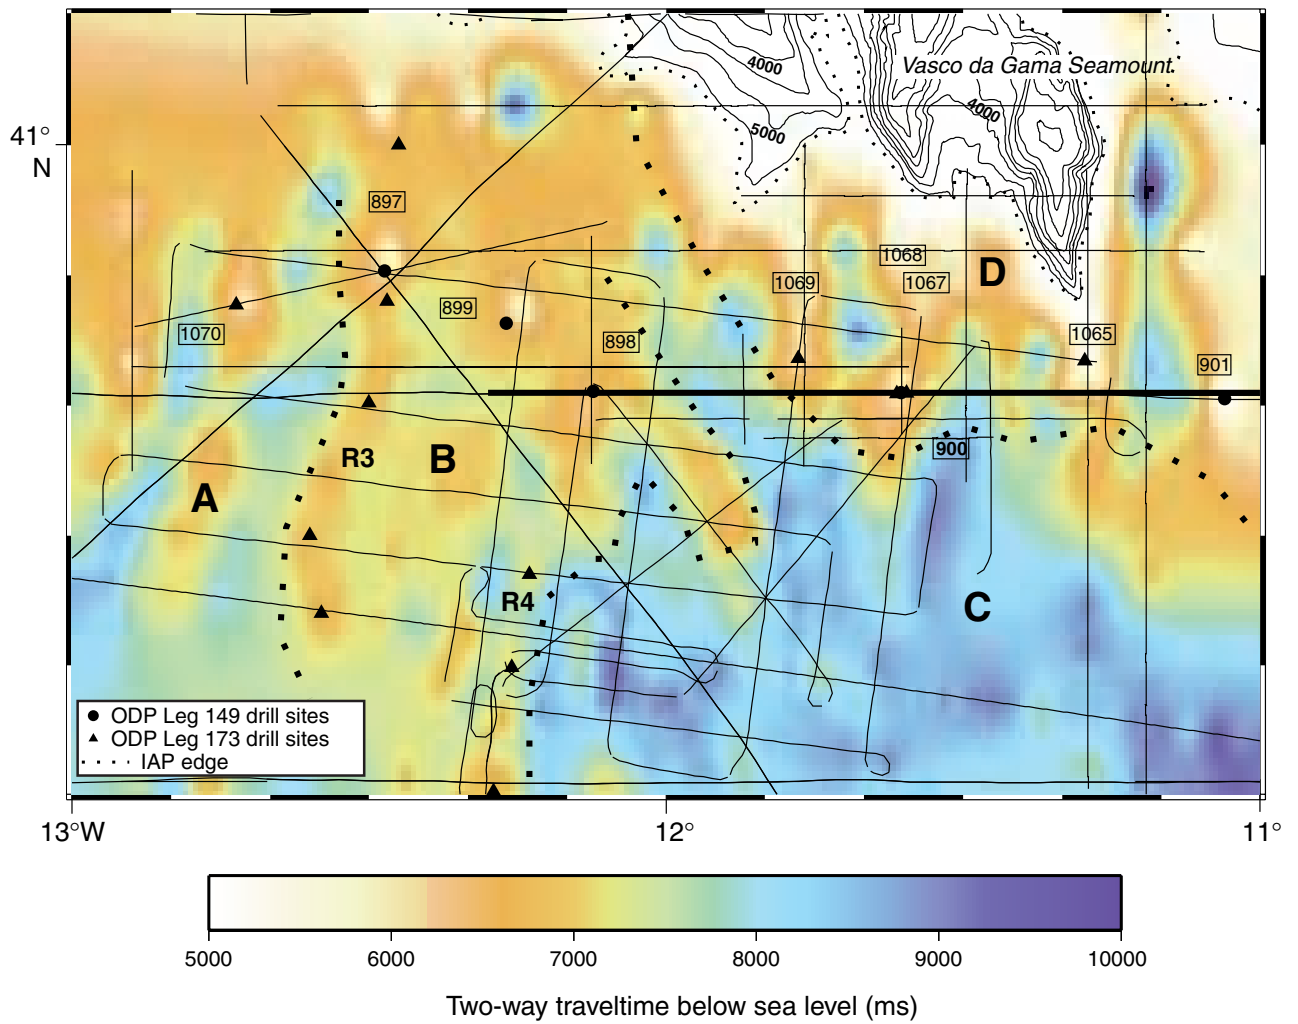 4000
Vasco da Gama Seamount
4000
5000
41°
N
897
1068
D
1069
1067
899
1070
898
1065
901
R3
B
900
A
R4
C
ODP Leg 149 drill sites
ODP Leg 173 drill sites
IAP edge
13°W
12°
11°
5000
6000
7000
8000
9000
10000
Two-way traveltime below sea level (ms)